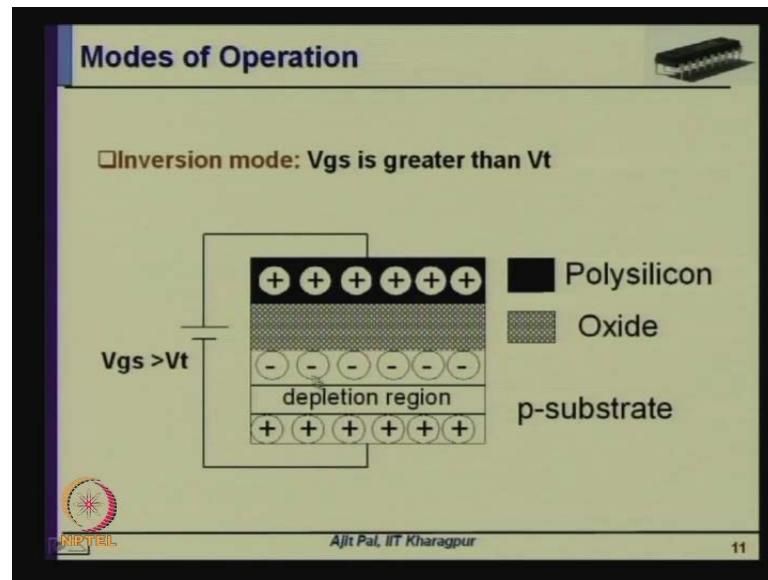 Modes of Operation
❑Inversion mode: Vgs is greater than Vt
+ + + + + +
Polysilicon
Oxide
Vgs >Vt
- - - - - -
depletion region
p-substrate
+ + + + + +
NPTEL
Ajit Pal, IIT Kharagpur
11